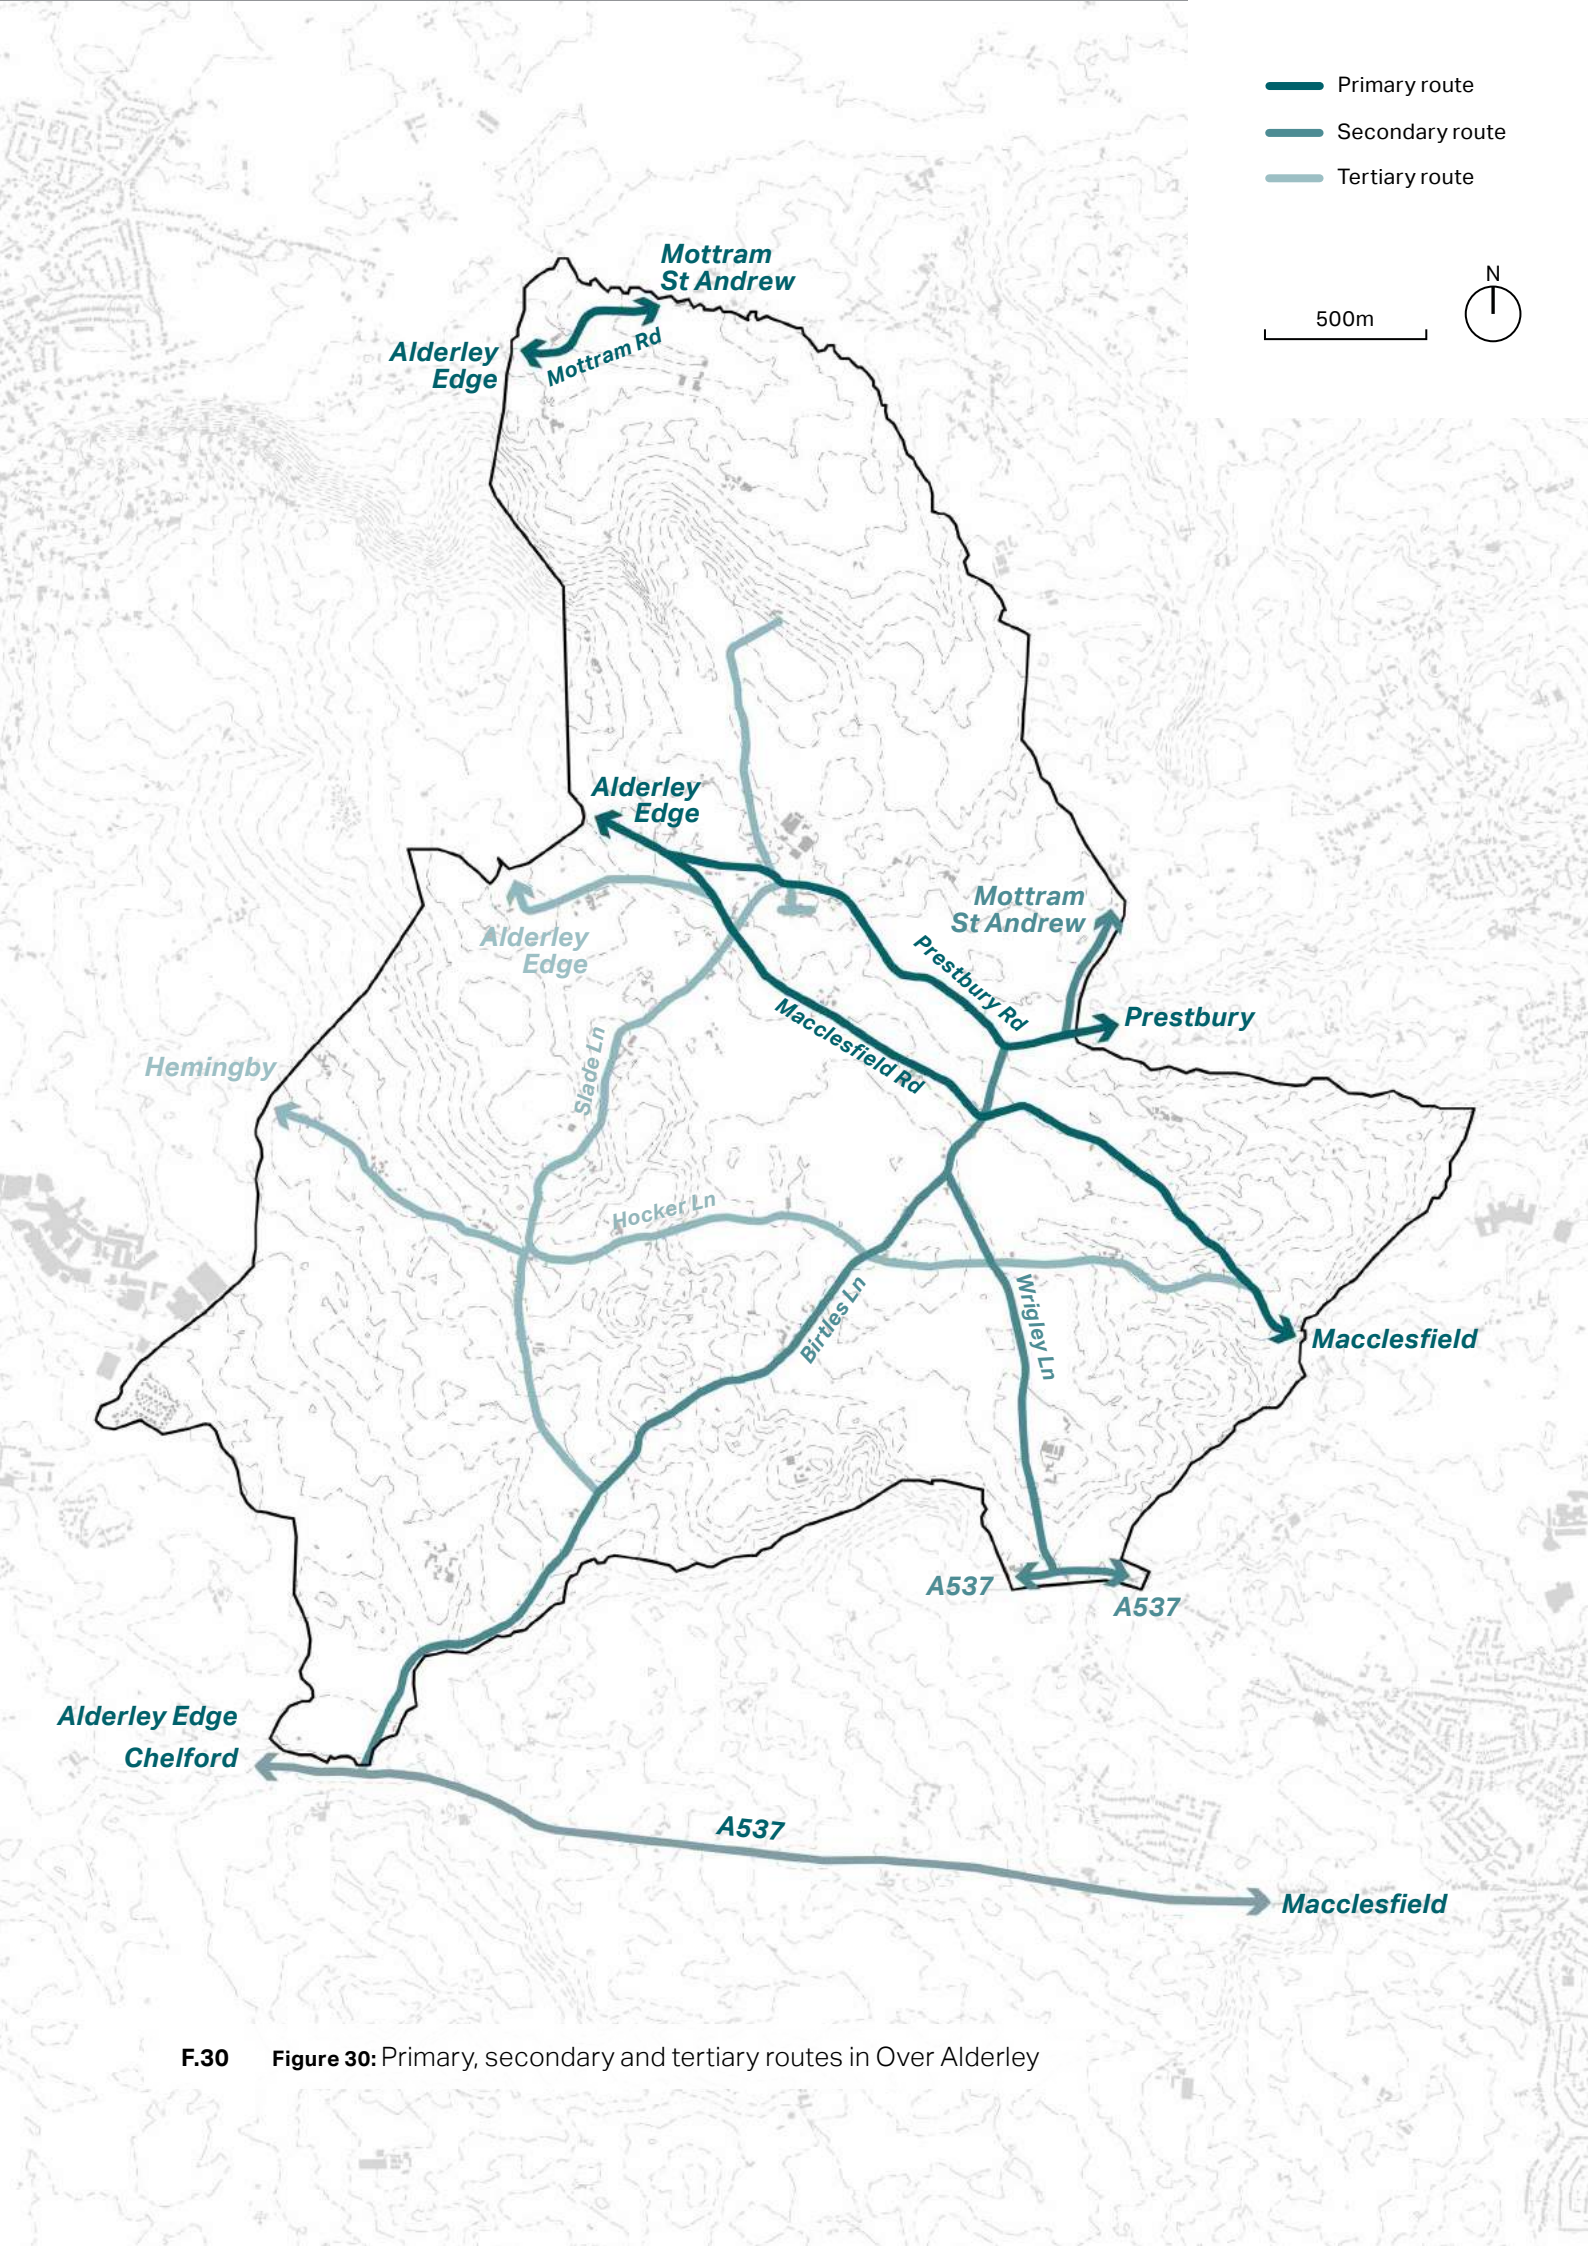 Primary route
Secondary route
Tertiary route
N
500m
Mottram
St Andrew
Alderley
Edge
Mottram Rd
Alderley
Edge
Mottram
St Andrew
Alderley
Edge
Prestbury Rd
Prestbury
Macclesfield Rd
Slade Ln
Hemingby
Hocker Ln
Birtles Ln
Wrigley Ln
Macclesfield
A537
A537
Alderley Edge
Chelford
A537
Macclesfield
F.30 Figure 30: Primary, secondary and tertiary routes in Over Alderley